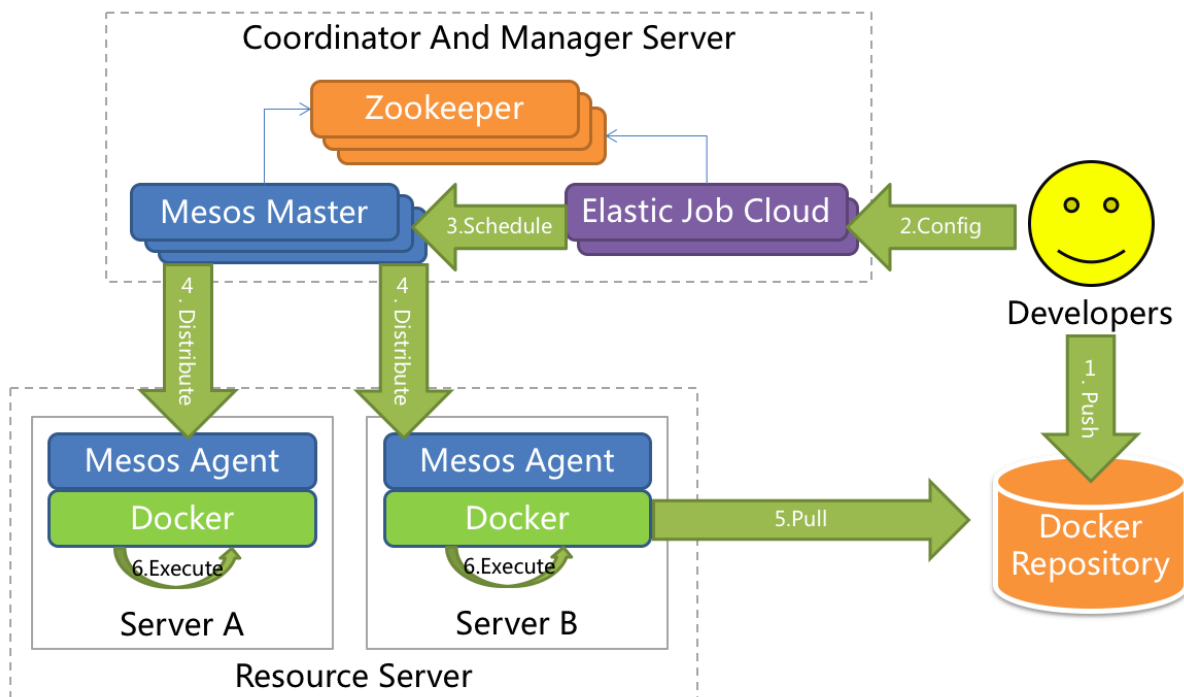 Coordinator And Manager Server
Zookeeper
Mesos Master
3.Schedule
Elastic Job Cloud
2.Config
Developers
4. Distribute
4. Distribute
1. Push
Mesos Agent
Docker
6.Execute
Server A
Mesos Agent
Docker
6.Execute
Server B
5.Pull
Docker
Repository
Resource Server